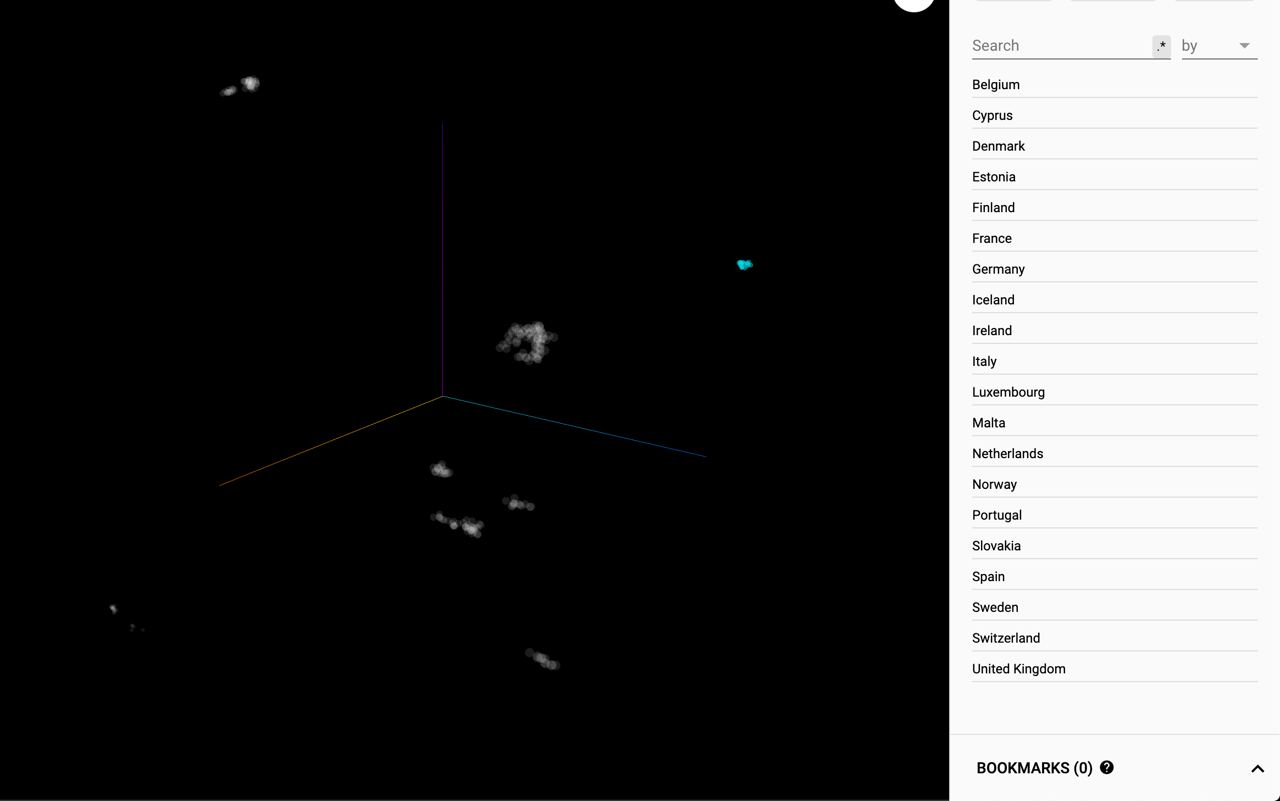 Search .* by
Belgium
Cyprus
Denmark
Estonia
Finland
France
Germany
Iceland
Ireland
Italy
Luxembourg
Malta
Netherlands
Norway
Portugal
Slovakia
Spain
Sweden
Switzerland
United Kingdom
BOOKMARKS (0) ?